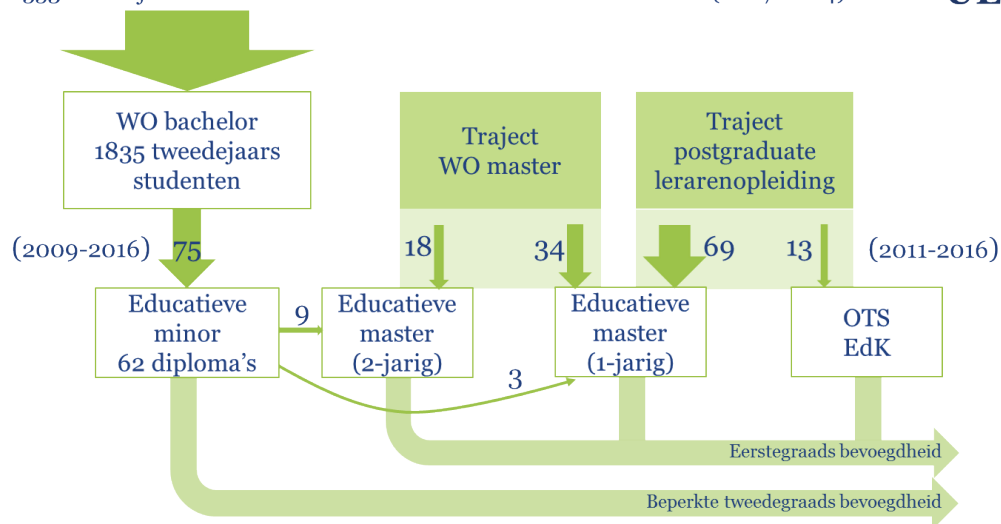 WO bachelor
1835 tweedejaars
studenten
Traject
WO master
Traject
postgraduate
lerarenopleiding
(2009-2016)
75
18
34
69
13
(2011-2016)
Educatieve
minor
62 diploma's
9
Educatieve
master
(2-jarig)
3
Educatieve
master
(1-jarig)
OTS
EdK
Eerstegraads bevoegdheid
Beperkte tweedegraads bevoegdheid